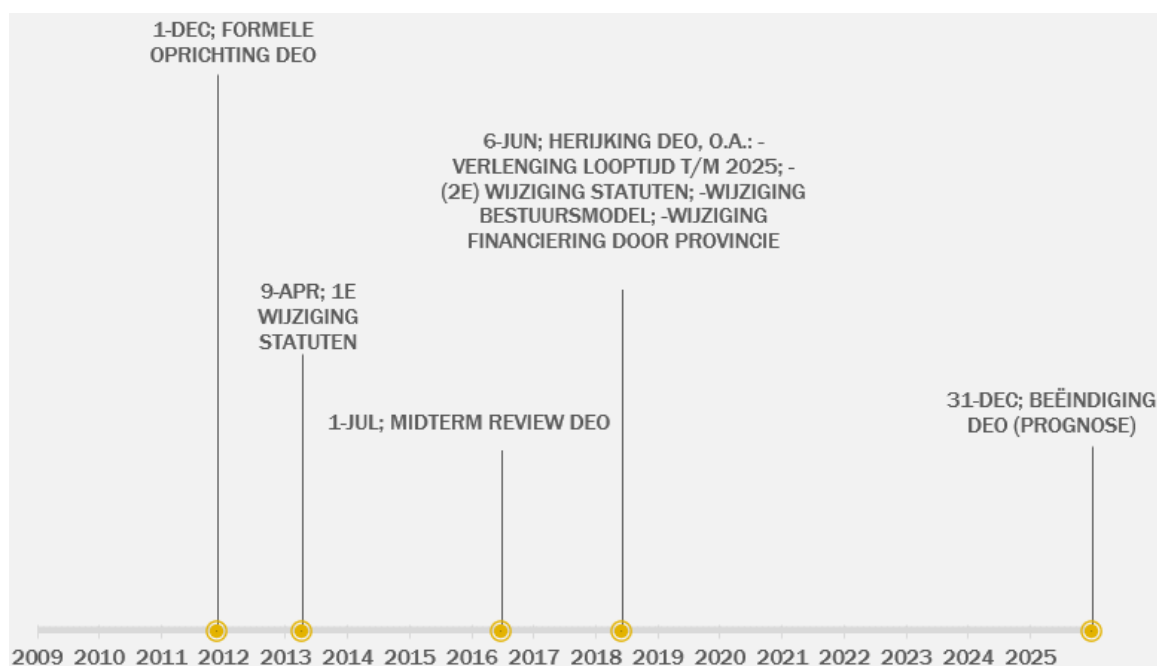 1-DEC; FORMELE
OPRICHTING DEO
6-JUN; HERIJKING DEO, O.A.: -
VERLENGING LOOPTIJD T/M 2025; -
(2E) WIJZIGING STATUTEN; -WIJZIGING
BESTUURSMODEL; -WIJZIGING
FINANCIERING DOOR PROVINCIE
9-APR; 1E
WIJZIGING
STATUTEN
1-JUL; MIDTERM REVIEW DEO
31-DEC; BEËINDIGING
DEO (PROGNOSE)
2009 2010 2011 2012 2013 2014 2015 2016 2017 2018 2019 2020 2021 2022 2023 2024 2025